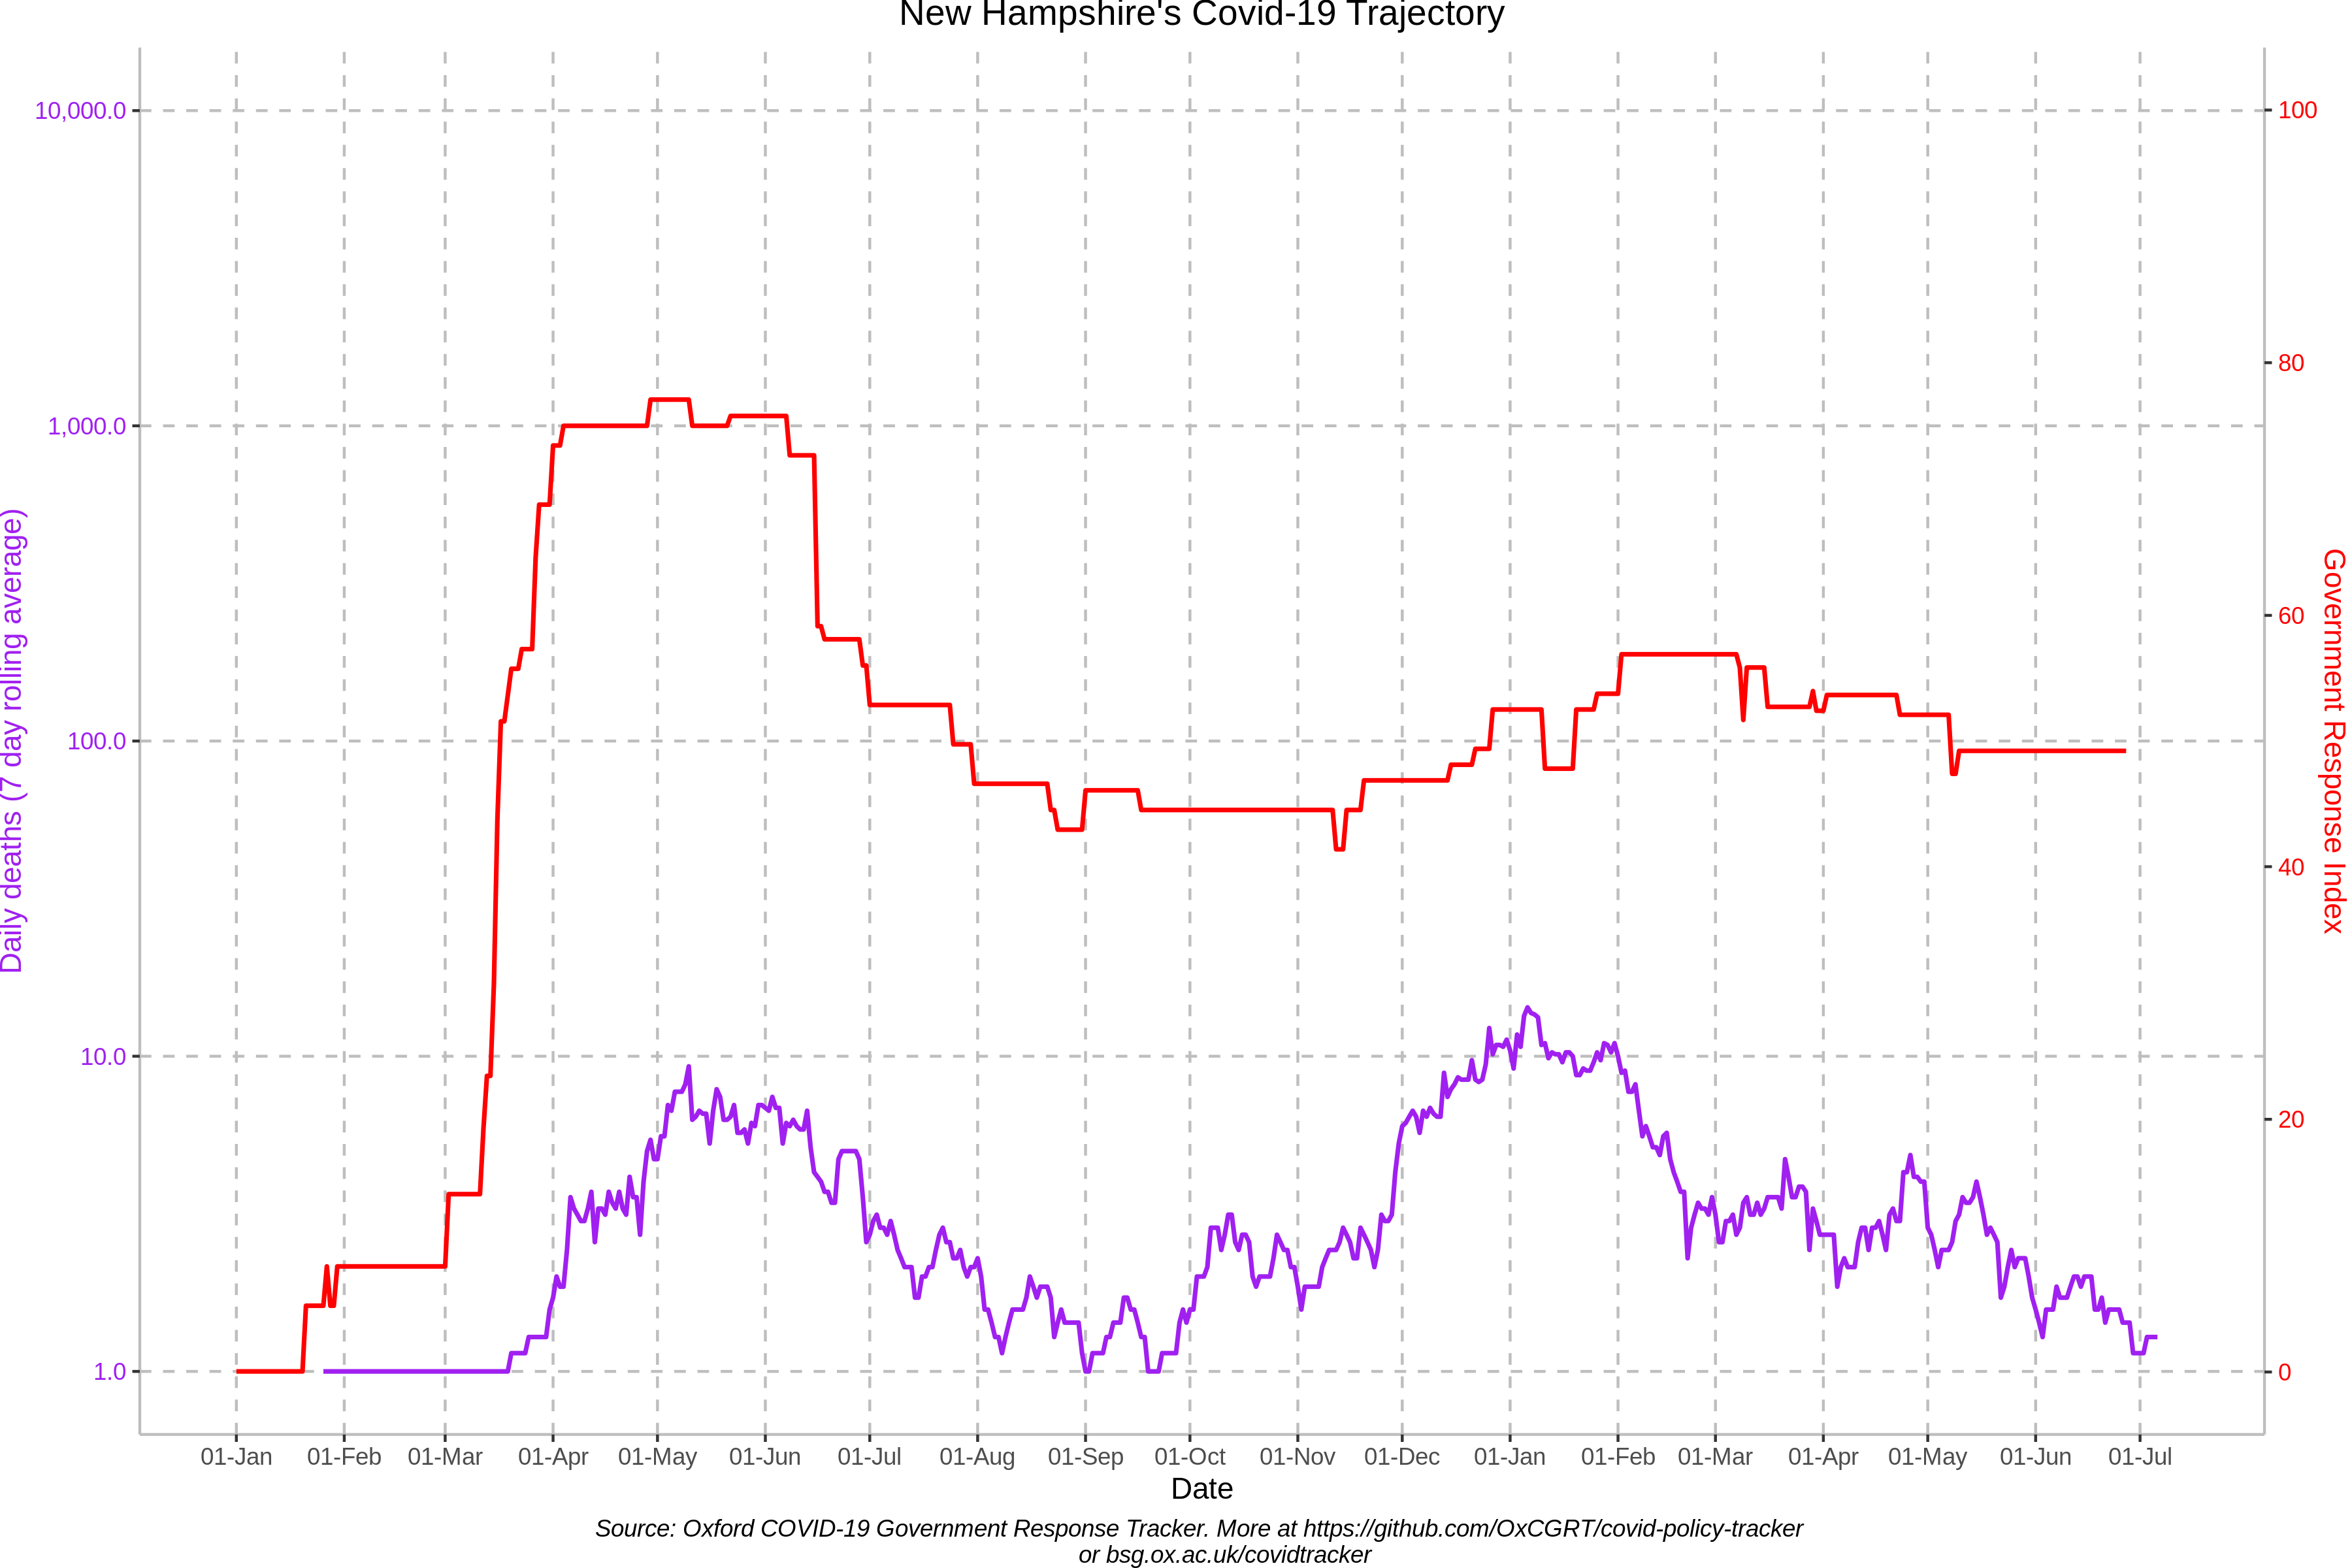 New Hampshire's Covid-19 Trajectory
10,000.0
1,000.0
100.0
10.0
1.0
Daily deaths (7 day rolling average)
100
80
60
40
20
0
Government Response Index
01-Jan 01-Feb 01-Mar 01-Apr 01-May 01-Jun 01-Jul 01-Aug 01-Sep 01-Oct 01-Nov 01-Dec 01-Jan 01-Feb 01-Mar 01-Apr 01-May 01-Jun 01-Jul
Date
Source: Oxford COVID-19 Government Response Tracker. More at https://github.com/OxCGRT/covid-policy-tracker
or bsg.ox.ac.uk/covidtracker